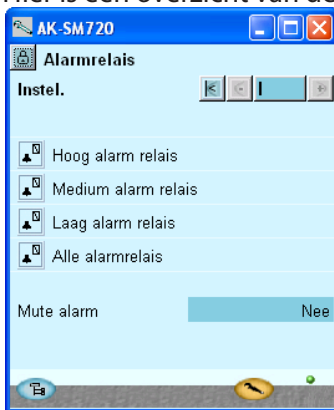 AK-SM720
Alarmrelais
Instel.
Hoog alarm relais
Medium alarm relais
Laag alarm relais
Alle alarmrelais
Mute alarm Nee